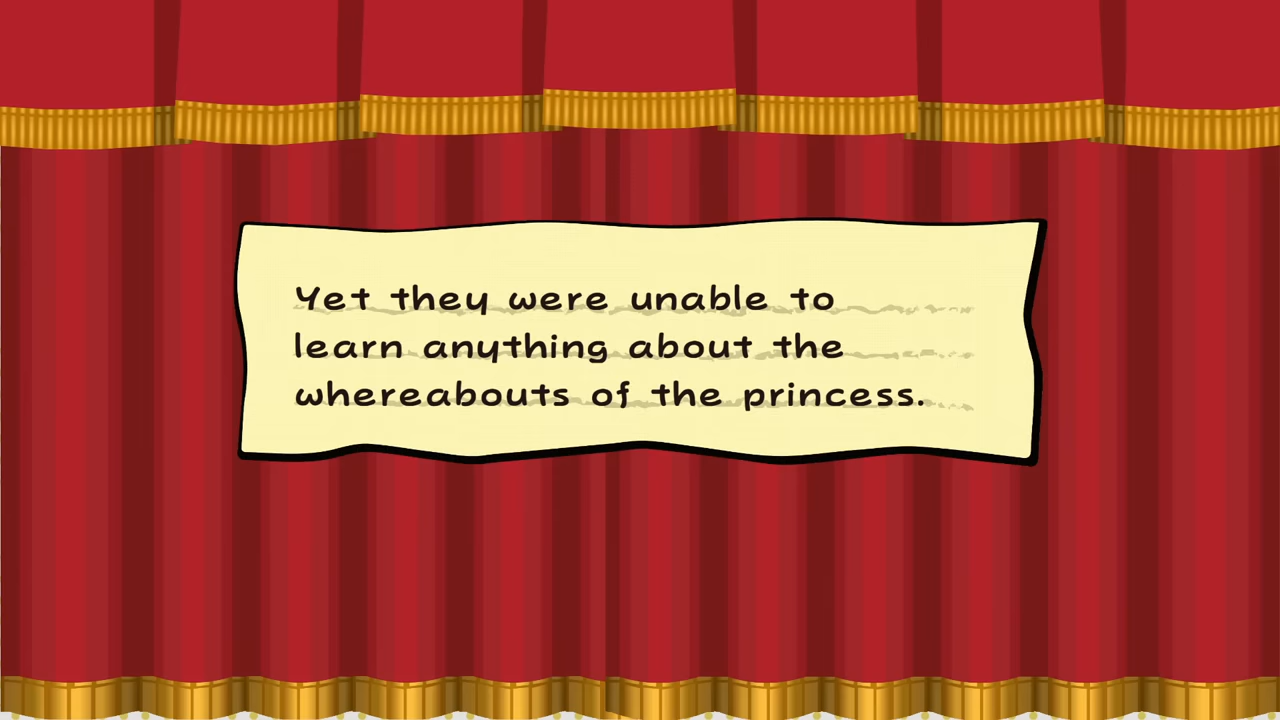 Yet they were unable to
learn anything about the
whereabouts of the princess.